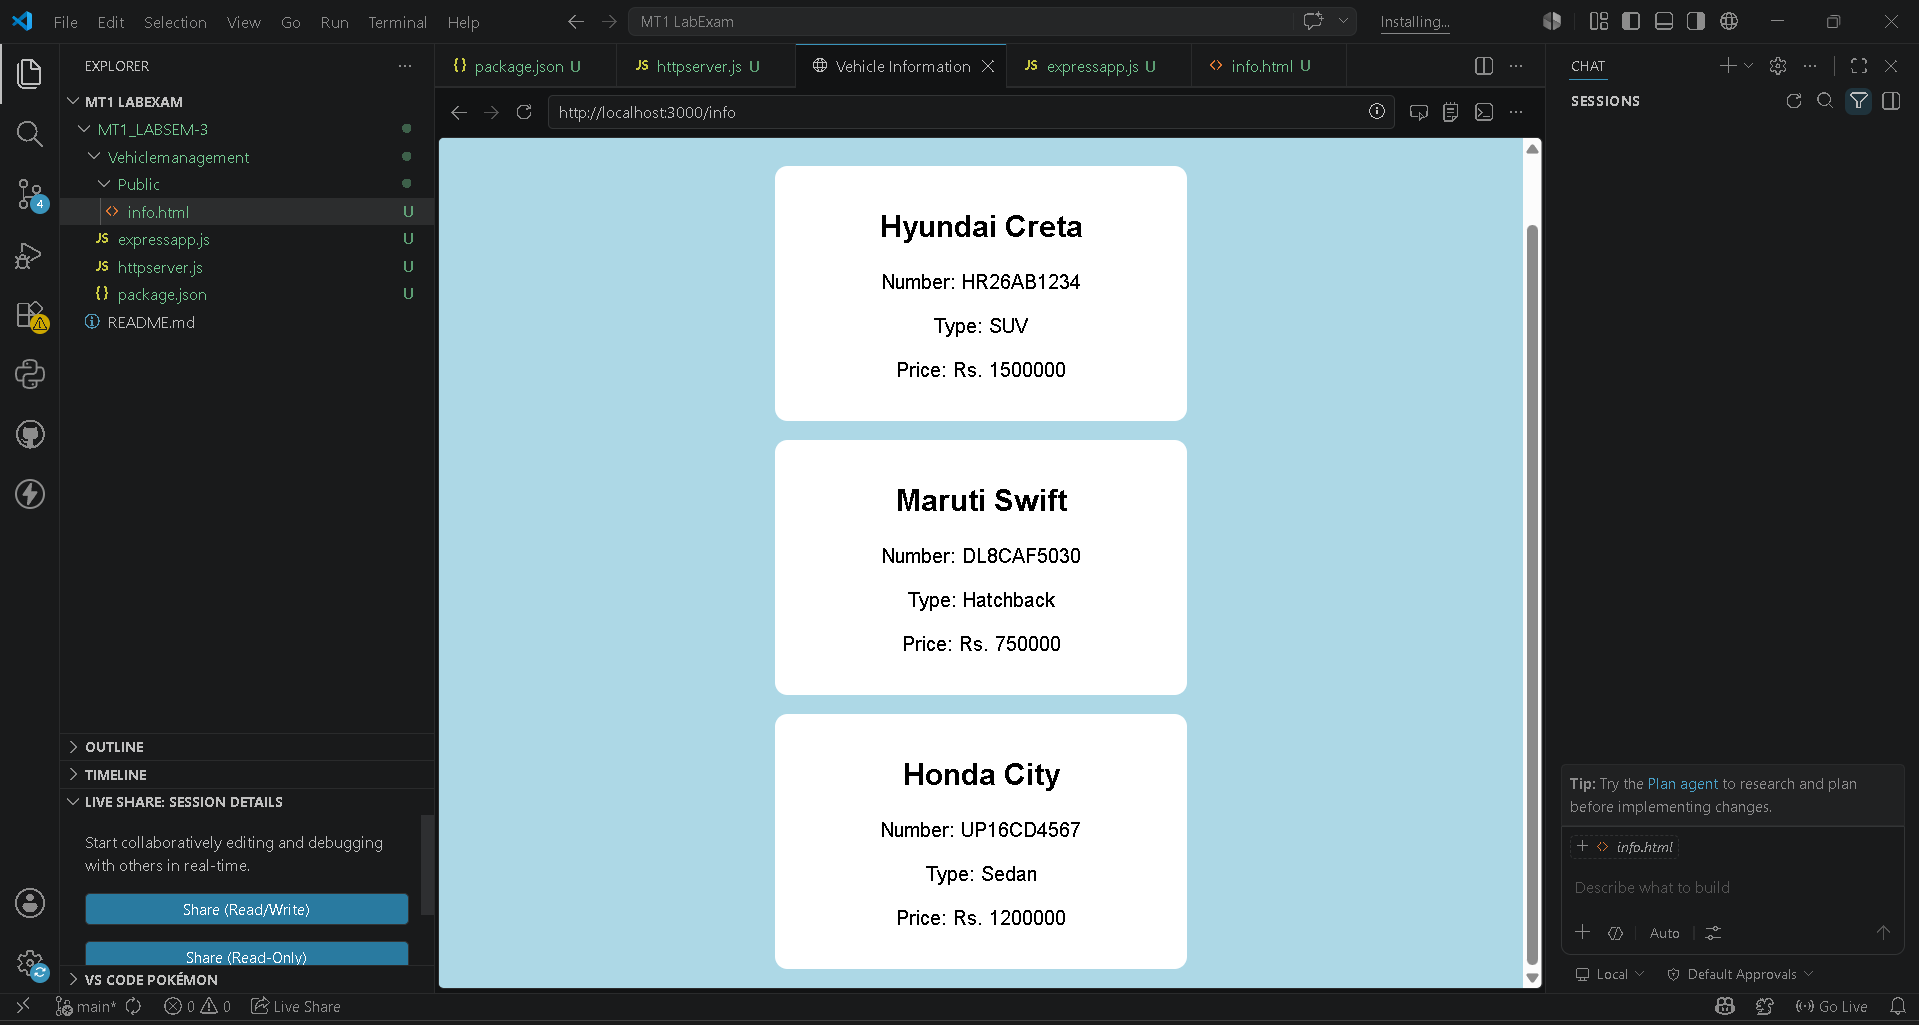 File Edit Selection View Go Run Terminal Help
MT1 LabExam
Installing...
EXPLORER
MT1 LABEXAM
MT1_LABSEM-3
Vehiclemanagement
Public
info.html U
expressapp.js U
httpserver.js U
package.json U
README.md
4
OUTLINE
TIMELINE
LIVE SHARE: SESSION DETAILS
Start collaboratively editing and debugging
with others in real-time.
Share (Read/Write)
Share (Read-Only)
VS CODE POKÉMON
package.json U
httpserver.js U
Vehicle Information
expressapp.js U
info.html U
http://localhost:3000/info
Hyundai Creta
Number: HR26AB1234
Type: SUV
Price: Rs. 1500000
Maruti Swift
Number: DL8CAF5030
Type: Hatchback
Price: Rs. 750000
Honda City
Number: UP16CD4567
Type: Sedan
Price: Rs. 1200000
CHAT
SESSIONS
Tip: Try the Plan agent to research and plan
before implementing changes.
info.html
Describe what to build
Auto
Local Default Approvals
main* 0 0 Live Share
Go Live